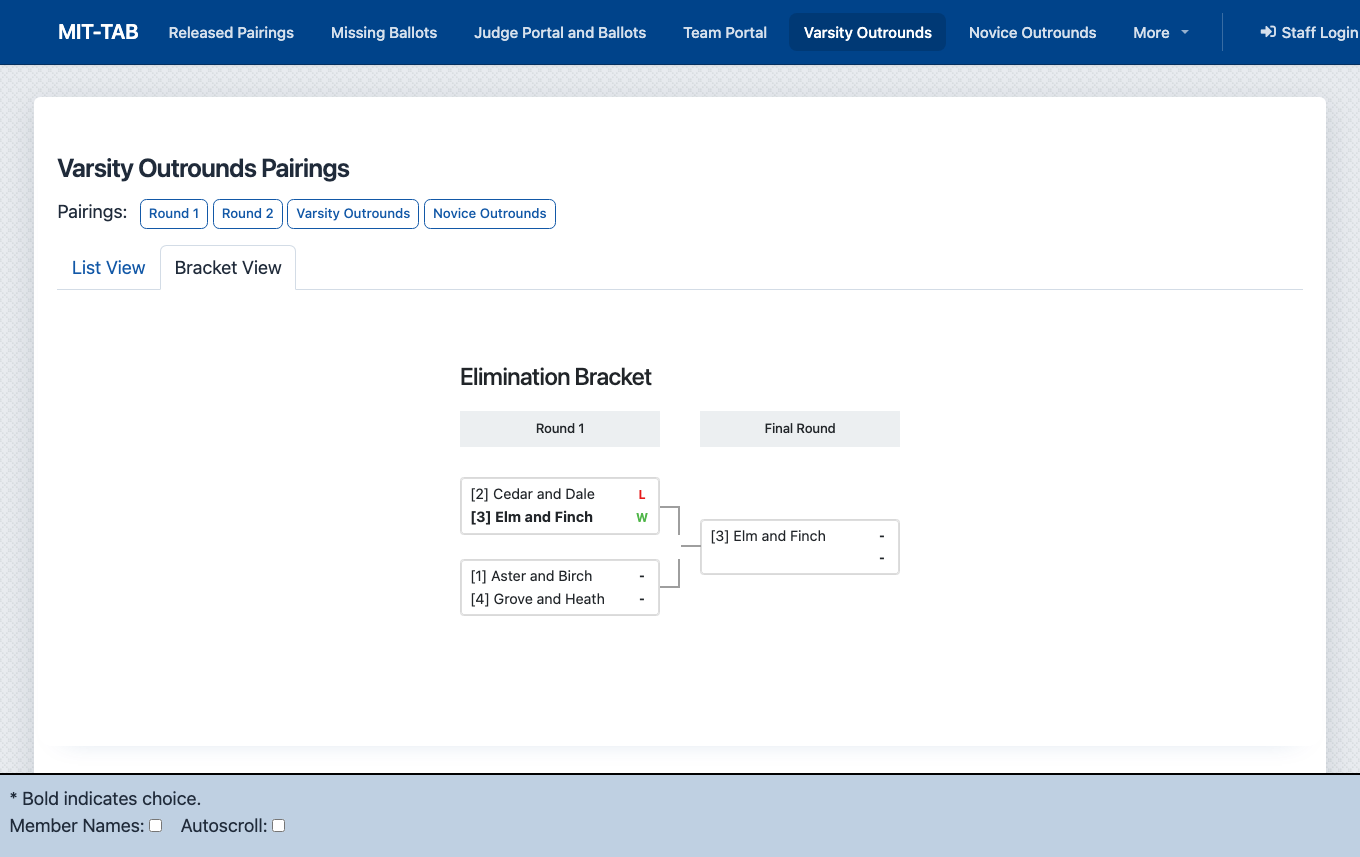 MIT-TAB Released Pairings Missing Ballots Judge Portal and Ballots Team Portal Varsity Outrounds Novice Outrounds More Staff Login
Varsity Outrounds Pairings
Pairings: Round 1 Round 2 Varsity Outrounds Novice Outrounds
List View Bracket View
Elimination Bracket
Round 1 Final Round
[2] Cedar and Dale L
[3] Elm and Finch W
[3] Elm and Finch -
-
[1] Aster and Birch -
[4] Grove and Heath -
* Bold indicates choice.
Member Names: Autoscroll: